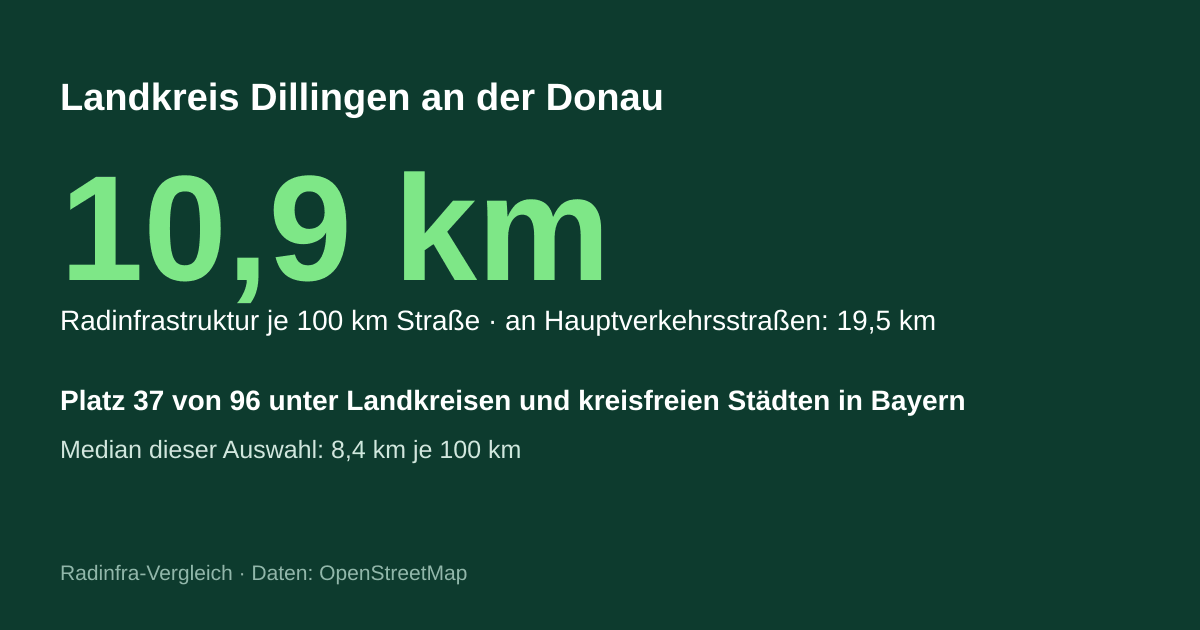 Landkreis Dillingen an der Donau
10,9 km
Radinfrastruktur je 100 km Straße · an Hauptverkehrsstraßen: 19,5 km
Platz 37 von 96 unter Landkreisen und kreisfreien Städten in Bayern
Median dieser Auswahl: 8,4 km je 100 km
Radinfra-Vergleich · Daten: OpenStreetMap